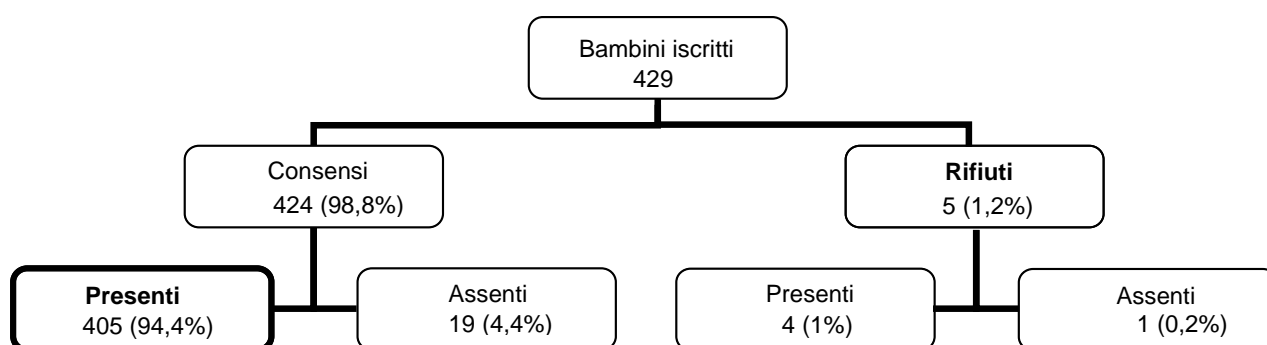 Bambini iscritti
429
Consensi
424 (98,8%)
Rifiuti
5 (1,2%)
Presenti
405 (94,4%)
Assenti
19 (4,4%)
Presenti
4 (1%)
Assenti
1 (0,2%)